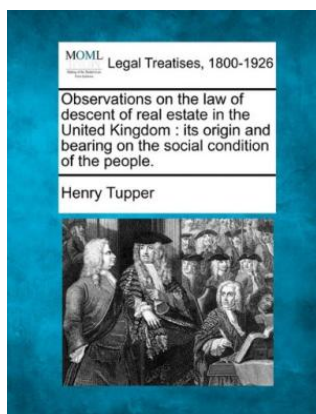 MOML Legal Treatises, 1800-1926
Observations on the law of
descent of real estate in the
United Kingdom : its origin and
bearing on the social condition
of the people.
Henry Tupper